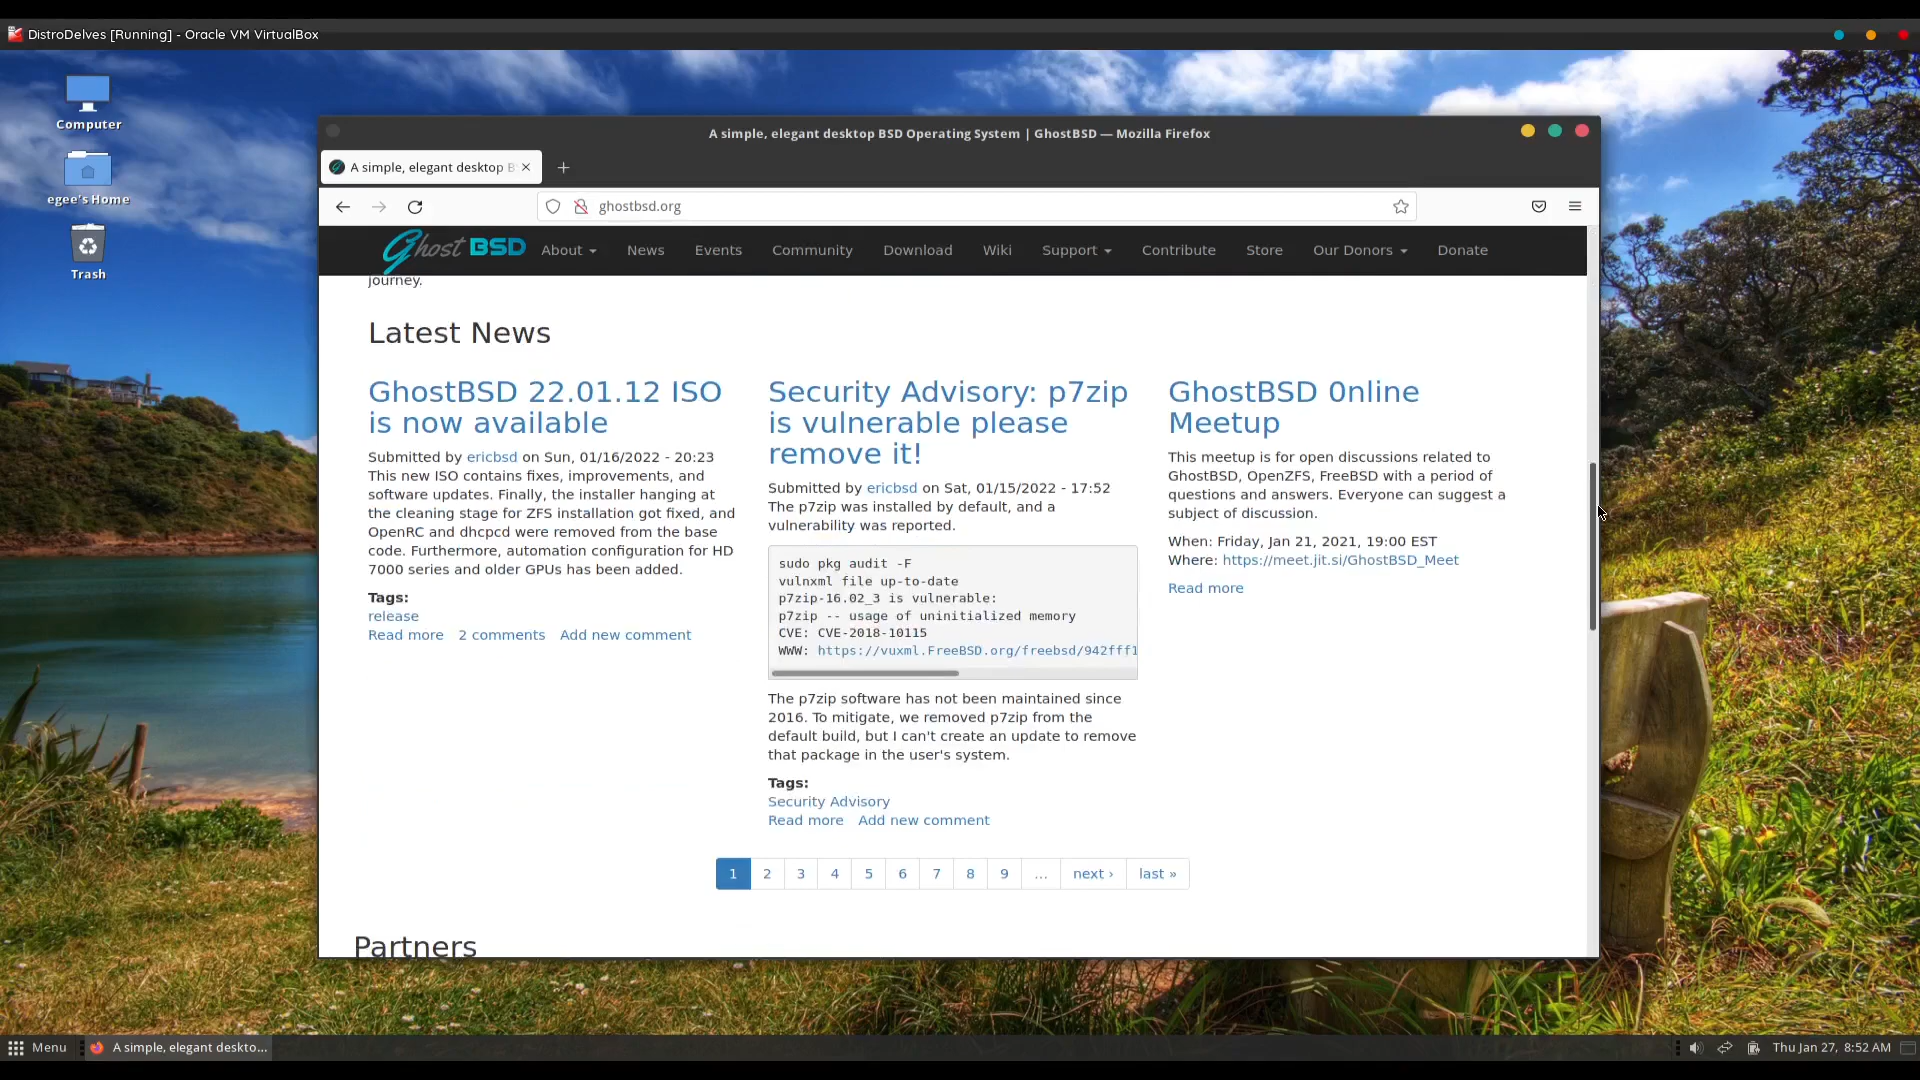 DistroDelves [Running] - Oracle VM VirtualBox
Computer
egee's Home
Trash
A simple, elegant desktop BSD Operating System | GhostBSD — Mozilla Firefox
A simple, elegant desktop B
ghostbsd.org
Ghost BSD About News Events Community Download Wiki Support Contribute Store Our Donors Donate
journey.
Latest News
GhostBSD 22.01.12 ISO
is now available
Submitted by ericbsd on Sun, 01/16/2022 - 20:23
This new ISO contains fixes, improvements, and
software updates. Finally, the installer hanging at
the cleaning stage for ZFS installation got fixed, and
OpenRC and dhcpcd were removed from the base
code. Furthermore, automation configuration for HD
7000 series and older GPUs has been added.
Tags:
release
Read more 2 comments Add new comment
Security Advisory: p7zip
is vulnerable please
remove it!
Submitted by ericbsd on Sat, 01/15/2022 - 17:52
The p7zip was installed by default, and a
vulnerability was reported.
sudo pkg audit -F
vulnxml file up-to-date
p7zip-16.02_3 is vulnerable:
p7zip -- usage of uninitialized memory
CVE: CVE-2018-10115
WWW: https://vuxml.FreeBSD.org/freebsd/942fff1
The p7zip software has not been maintained since
2016. To mitigate, we removed p7zip from the
default build, but I can't create an update to remove
that package in the user's system.
Tags:
Security Advisory
Read more Add new comment
GhostBSD 0nline
Meetup
This meetup is for open discussions related to
GhostBSD, OpenZFS, FreeBSD with a period of
questions and answers. Everyone can suggest a
subject of discussion.
When: Friday, Jan 21, 2021, 19:00 EST
Where: https://meet.jit.si/GhostBSD_Meet
Read more
1 2 3 4 5 6 7 8 9 … next › last »
Partners
Menu A simple, elegant deskto... Thu Jan 27, 8:52 AM